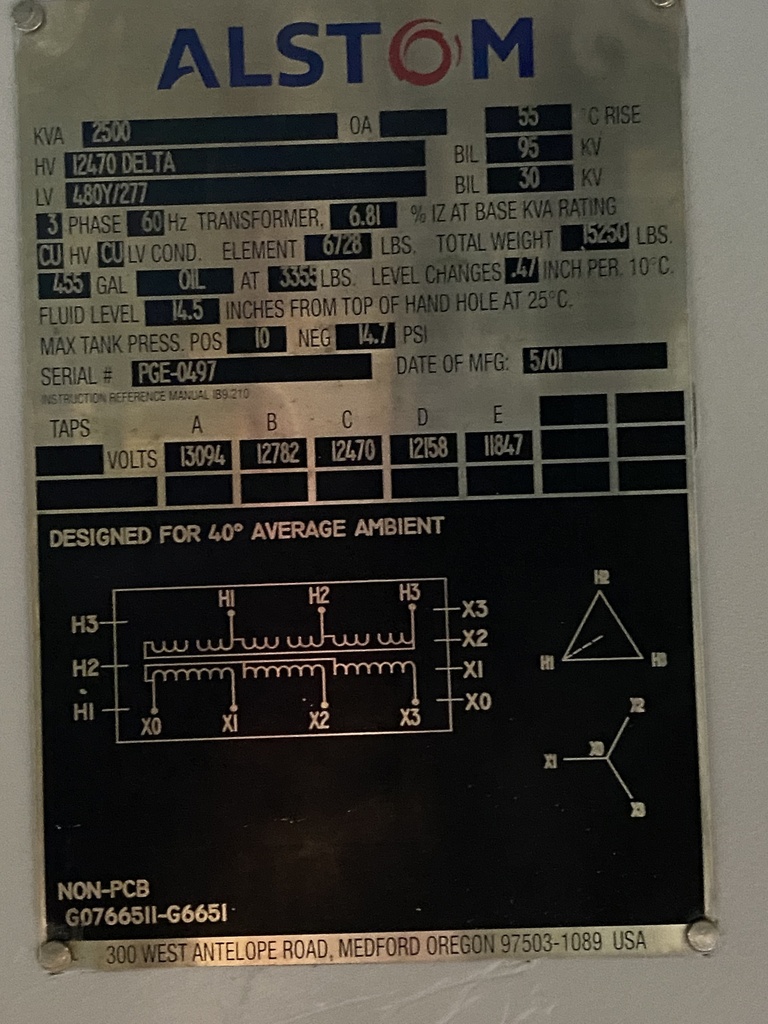 ALSTOM
KVA 2500 OA 55 °C RISE
HV 12470 DELTA BIL 95 KV
LV 480Y/277 BIL 30 KV
3 PHASE 60 Hz TRANSFORMER, 6.81 % IZ AT BASE KVA RATING
CU HV CU LV COND. ELEMENT 6728 LBS. TOTAL WEIGHT 15250 LBS.
455 GAL OIL AT 3355 LBS. LEVEL CHANGES .47 INCH PER. 10°C.
FLUID LEVEL 14.5 INCHES FROM TOP OF HAND HOLE AT 25°C.
MAX TANK PRESS. POS 10 NEG 14.7 PSI
SERIAL # PGE-0497 DATE OF MFG: 5/01
INSTRUCTION REFERENCE MANUAL IB9.210
TAPS A B C D E
VOLTS 13094 12782 12470 12158 11847
DESIGNED FOR 40° AVERAGE AMBIENT
H1 H2 H3
H3 X3
H2 X2
X1
H1 X0
X0 X1 X2 X3
H2
H1 H3
X2
X1 X0
X3
NON-PCB
G0766511-G6651
300 WEST ANTELOPE ROAD, MEDFORD OREGON 97503-1089 USA